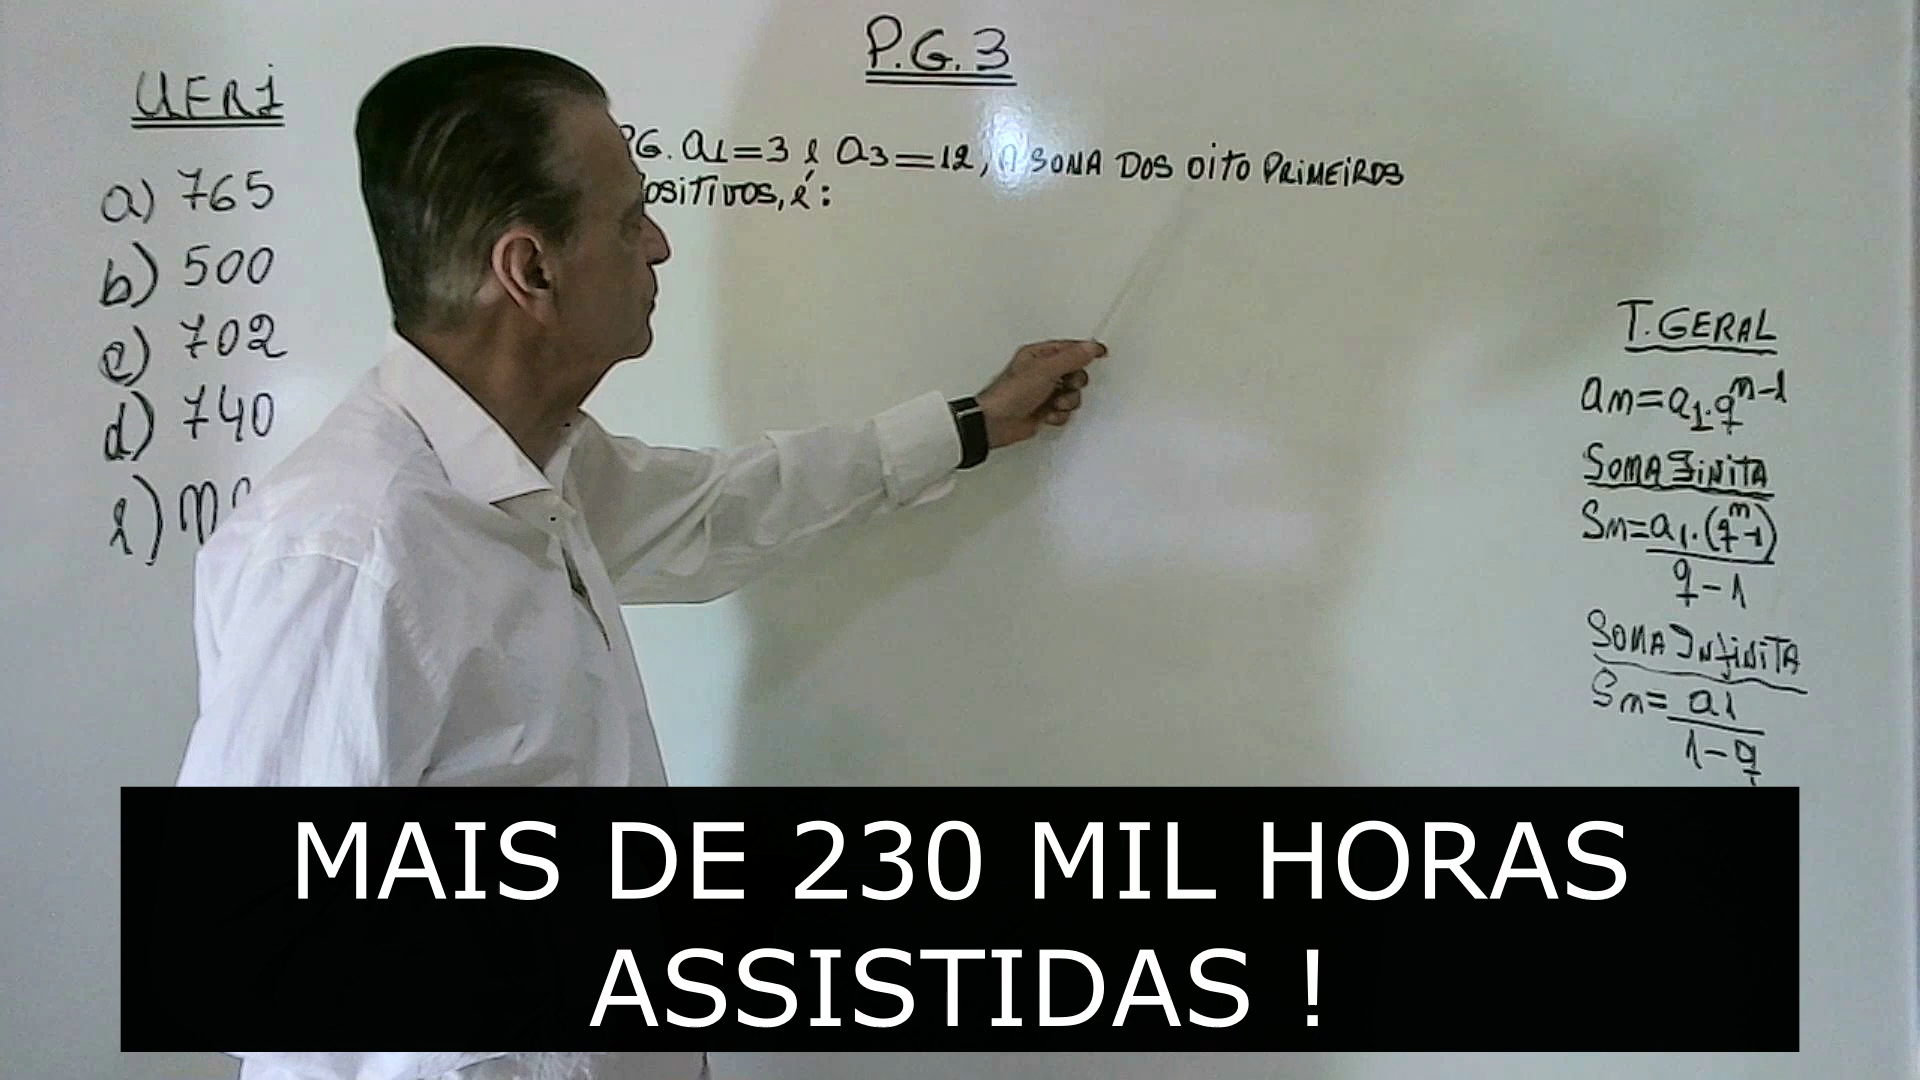 P.G.3
UFRJ
PG. a1=3 e a3=12, A SOMA DOS OITO PRIMEIROS
POSITIVOS, é:
a) 765
b) 500
c) 702
d) 740
e)
T.GERAL
an=a1.q^n-1
SOMA FINITA
Sn=a1.(q^n-1)
q-1
SOMA INFINITA
Sn=a1
1-q
MAIS DE 230 MIL HORAS
ASSISTIDAS !